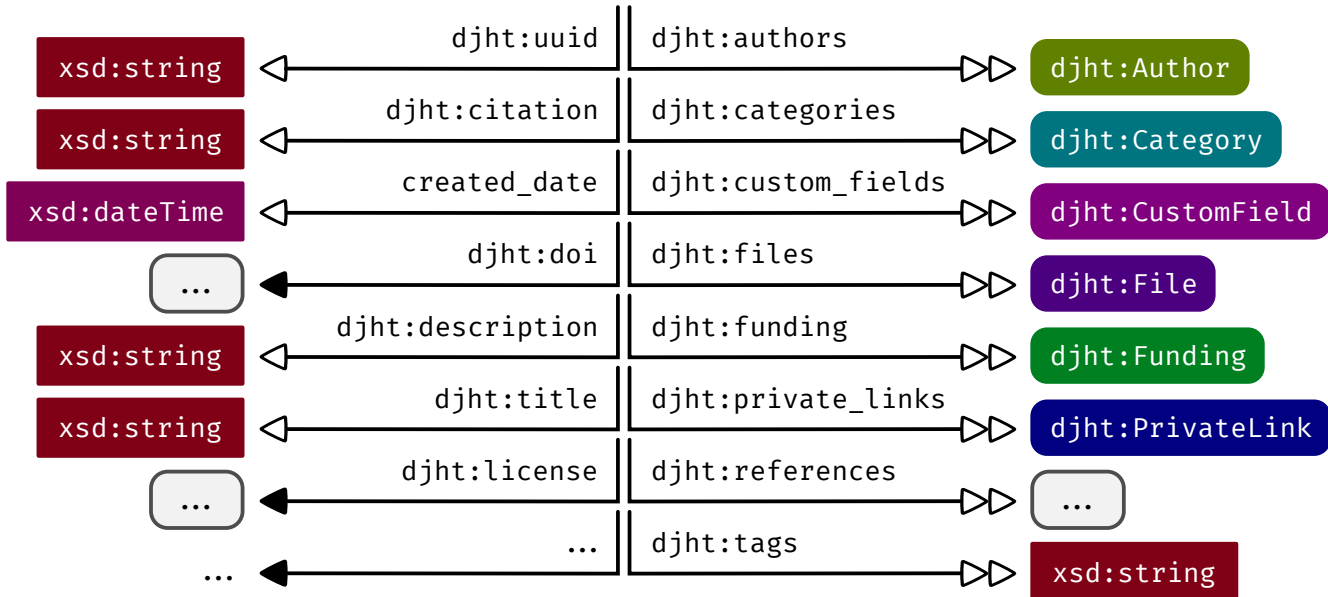 djht:uuid djht:authors
xsd:string djht:Author
djht:citation djht:categories
xsd:string djht:Category
created_date djht:custom_fields
xsd:dateTime djht:CustomField
djht:doi djht:files
... djht:File
djht:description djht:funding
xsd:string djht:Funding
djht:title djht:private_links
xsd:string djht:PrivateLink
djht:license djht:references
... ...
... djht:tags
... xsd:string